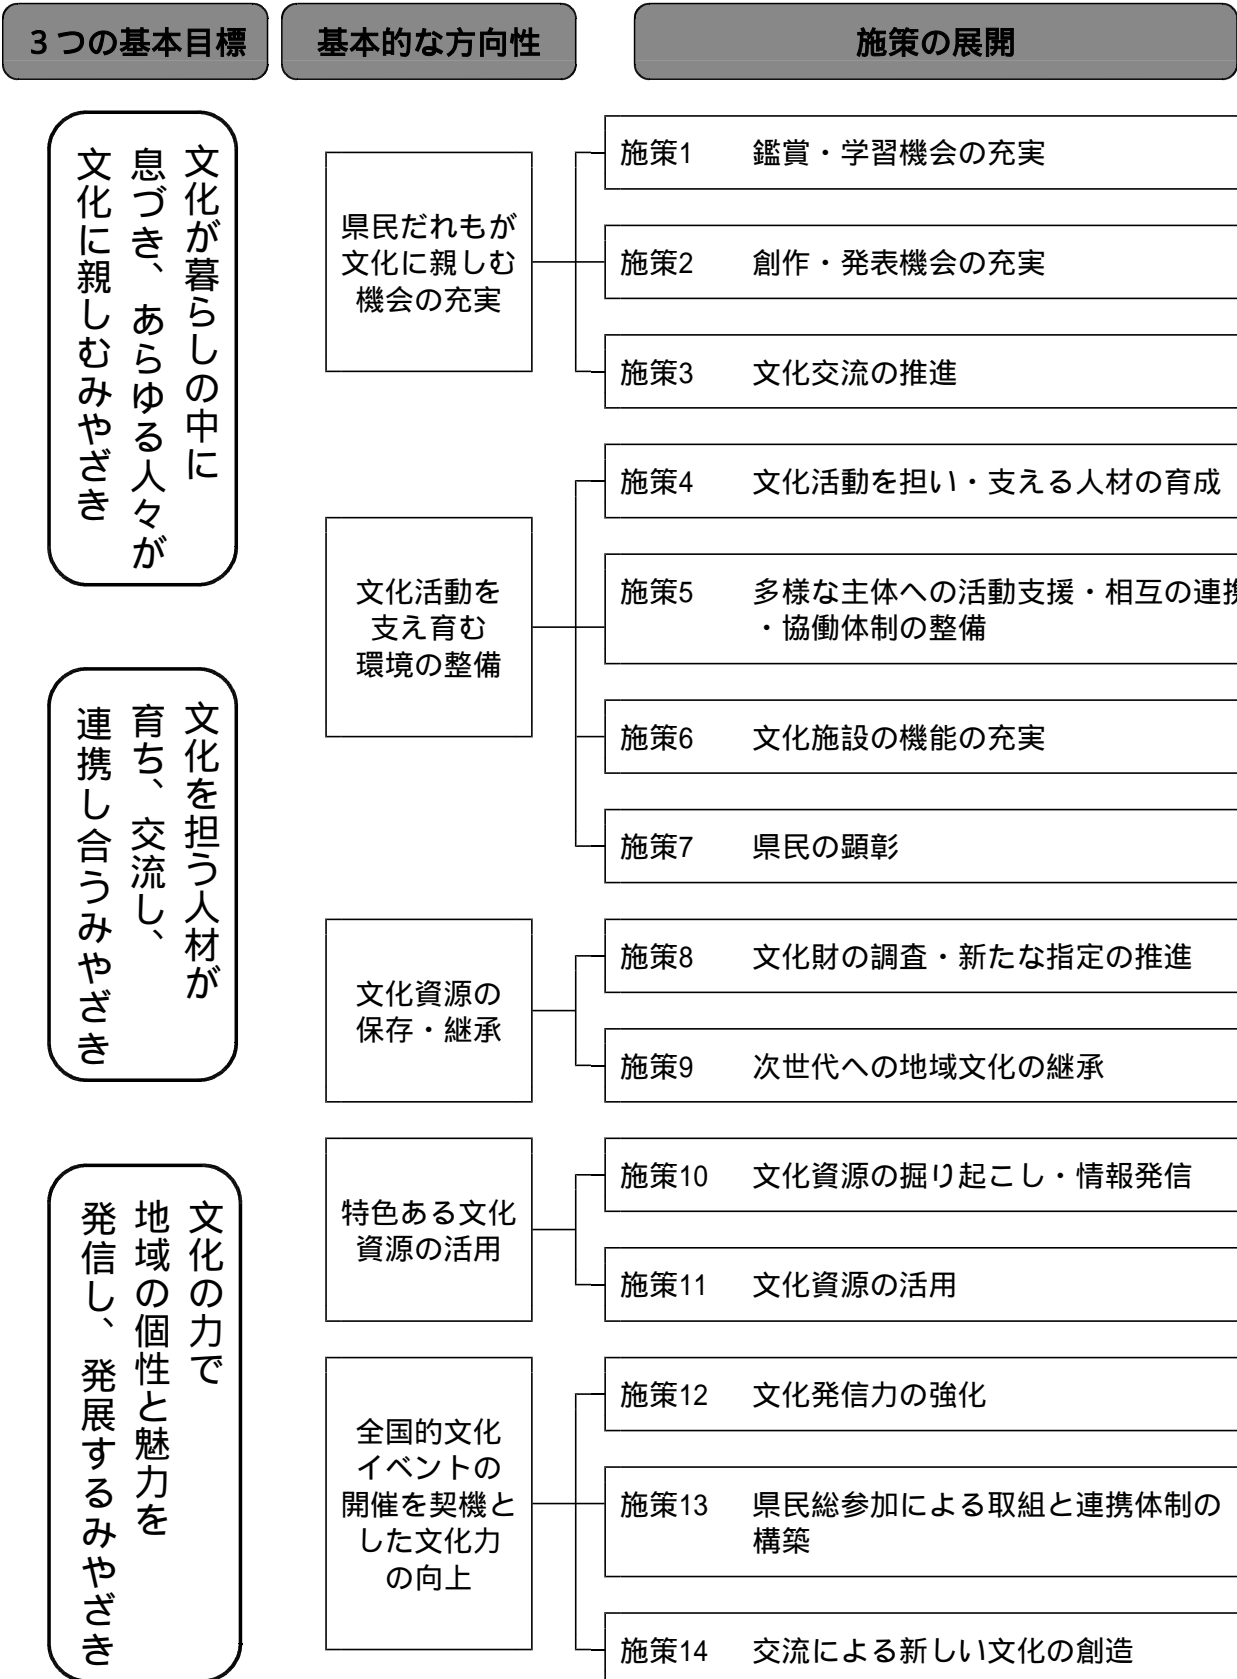 ３つの基本目標
基本的な方向性
施策の展開
文化が暮らしの中に
息づき、あらゆる人々が
文化に親しむみやざき
文化を担う人材が
育ち、交流し、
連携し合うみやざき
文化の力で
地域の個性と魅力を
発信し、発展するみやざき
県民だれもが
文化に親しむ
機会の充実
施策1 鑑賞・学習機会の充実
施策2 創作・発表機会の充実
施策3 文化交流の推進
文化活動を
支え育む
環境の整備
施策4 文化活動を担い・支える人材の育成
施策5 多様な主体への活動支援・相互の連携
・協働体制の整備
施策6 文化施設の機能の充実
施策7 県民の顕彰
文化資源の
保存・継承
施策8 文化財の調査・新たな指定の推進
施策9 次世代への地域文化の継承
特色ある文化
資源の活用
施策10 文化資源の掘り起こし・情報発信
施策11 文化資源の活用
全国的文化
イベントの
開催を契機と
した文化力
の向上
施策12 文化発信力の強化
施策13 県民総参加による取組と連携体制の
構築
施策14 交流による新しい文化の創造